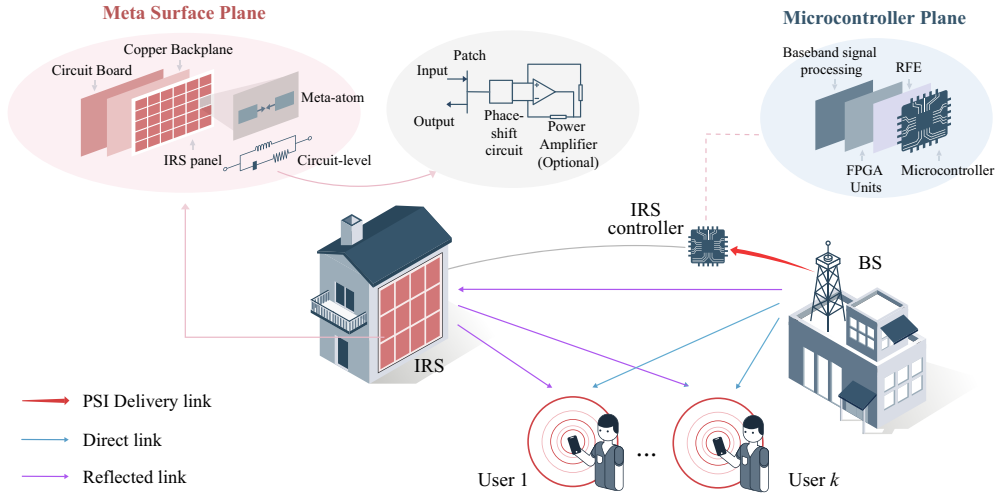 Meta Surface Plane
Copper Backplane
Circuit Board
Meta-atom
IRS panel
Circuit-level
Patch
Input
Output
Phace-
shift
circuit
Power
Amplifier
(Optional)
Microcontroller Plane
Baseband signal
processing
RFE
FPGA
Units
Microcontroller
IRS
controller
BS
IRS
PSI Delivery link
Direct link
Reflected link
User 1
...
User k